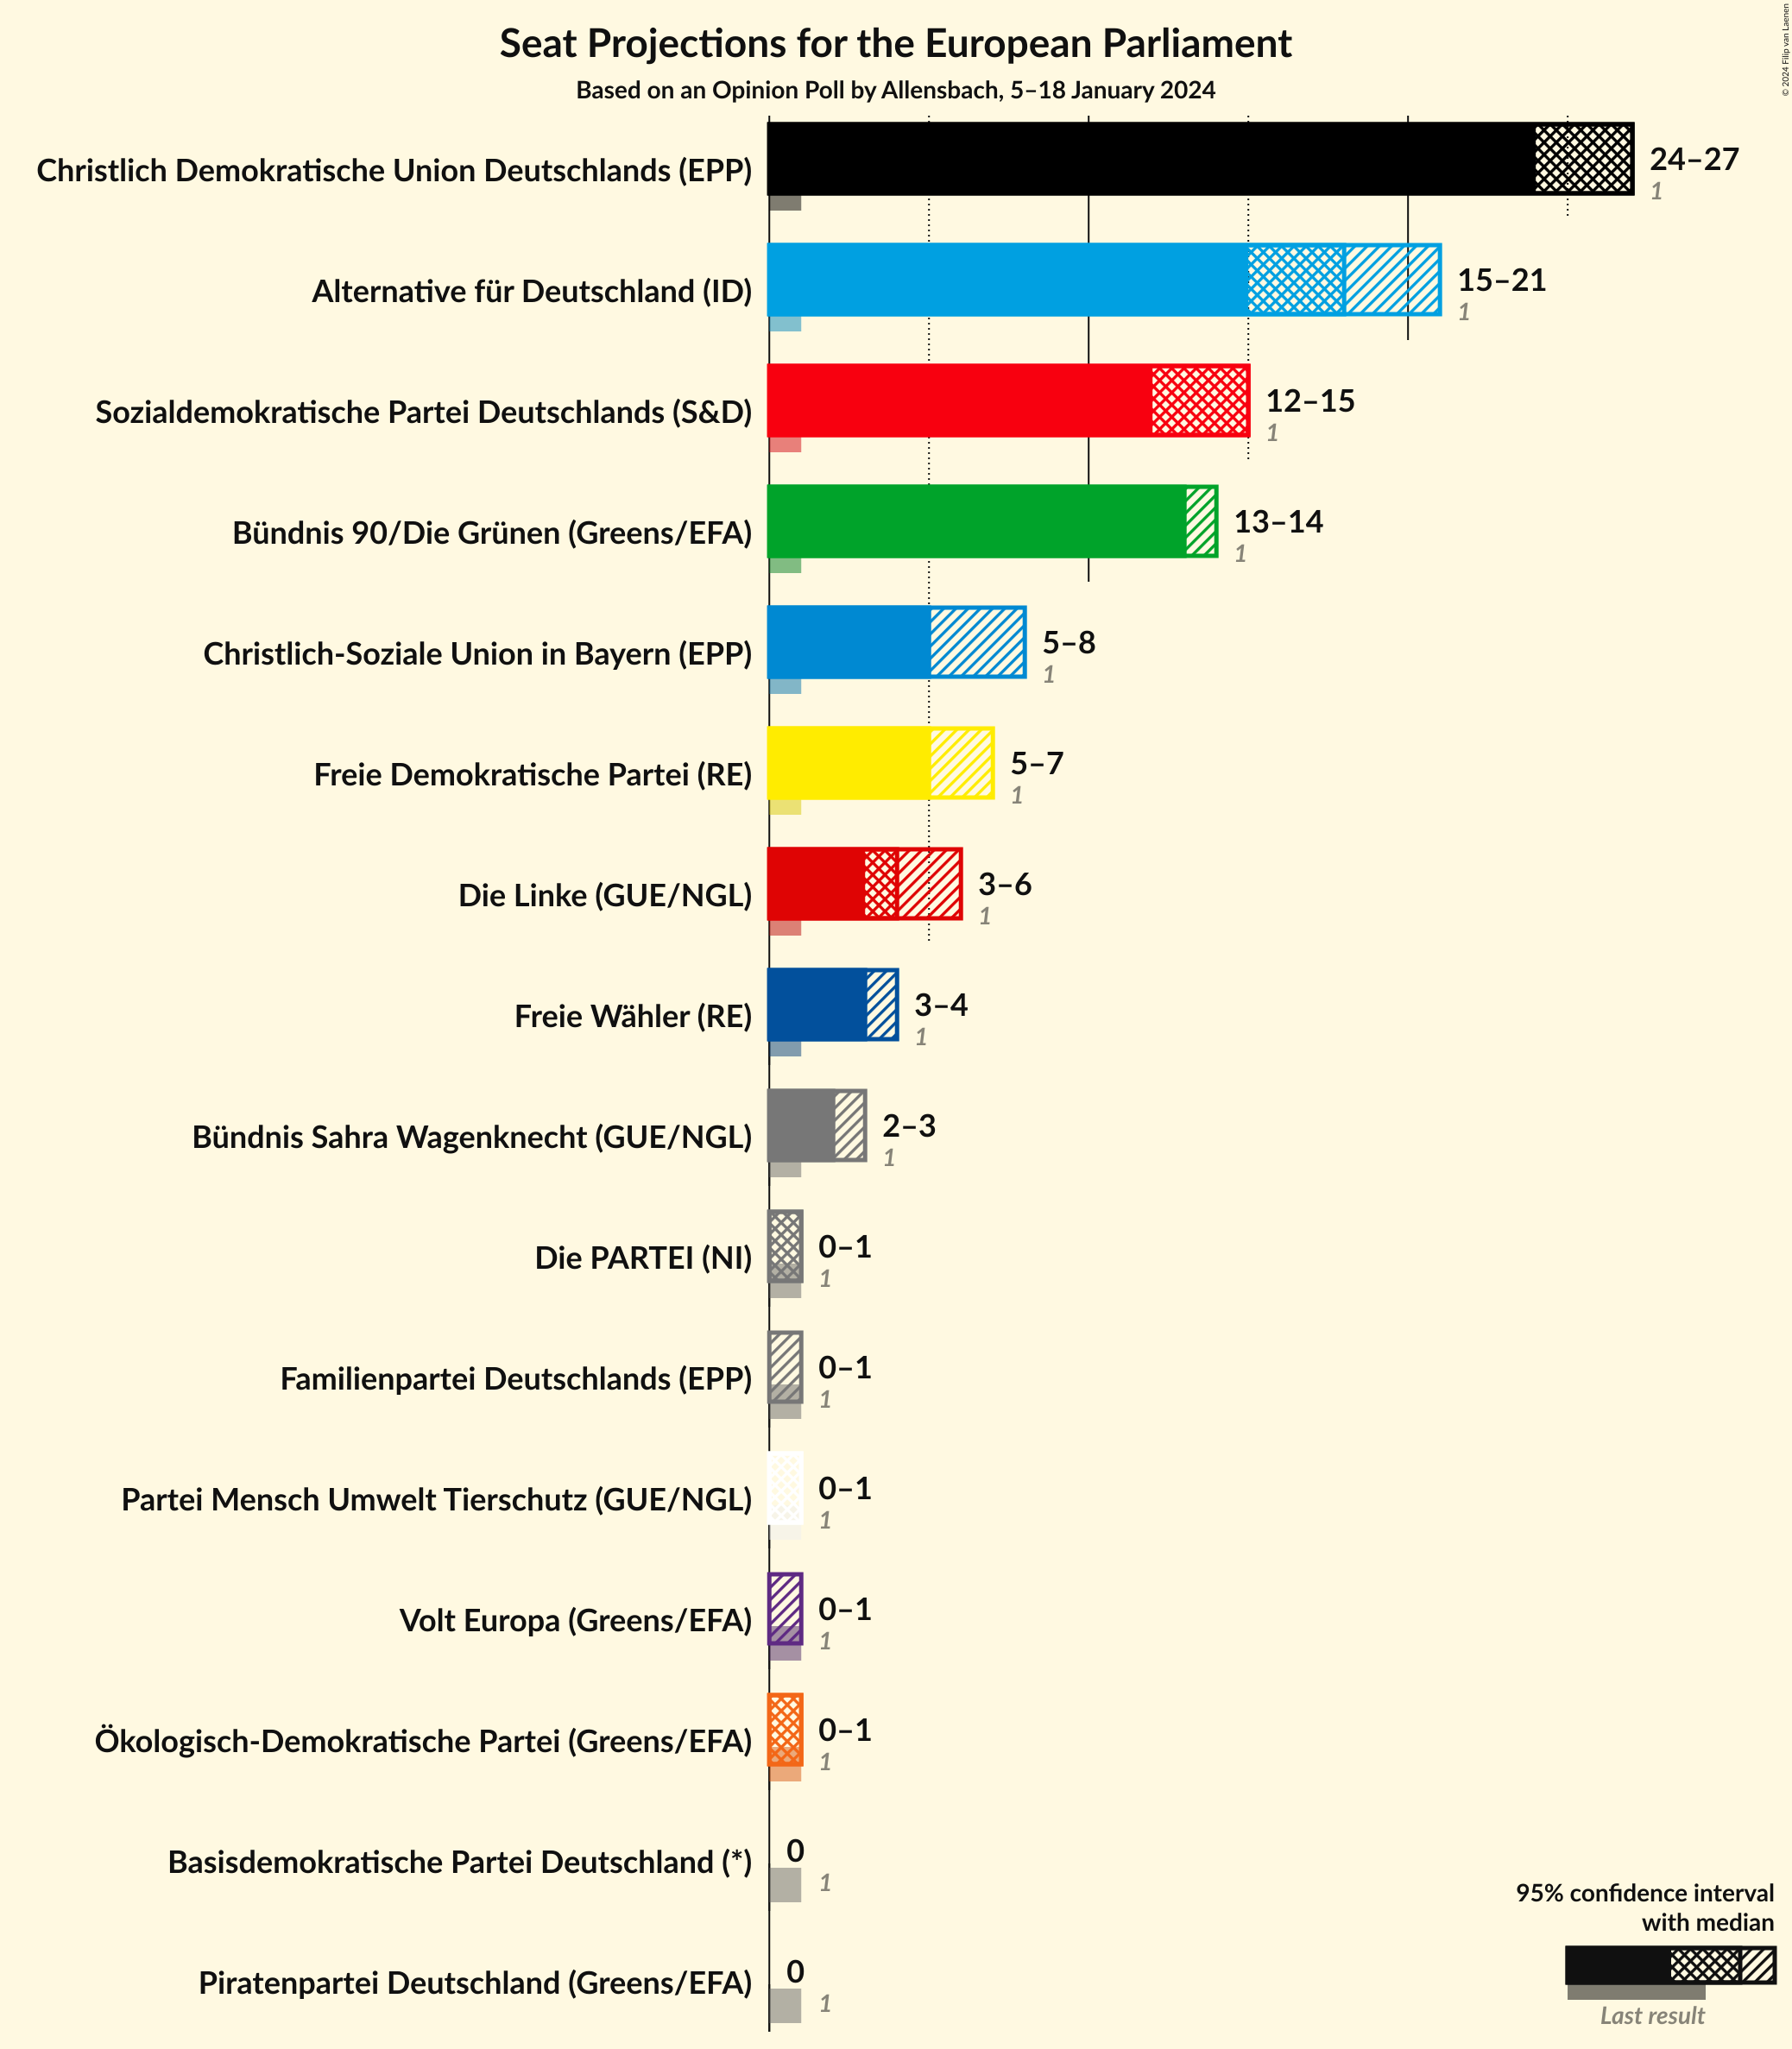 Seat Projections for the European Parliament
Based on an Opinion Poll by Allensbach, 5–18 January 2024
© 2024 Filip van Laenen
Christlich Demokratische Union Deutschlands (EPP)
24–27
1
Alternative für Deutschland (ID)
15–21
1
Sozialdemokratische Partei Deutschlands (S&D)
12–15
1
Bündnis 90/Die Grünen (Greens/EFA)
13–14
1
Christlich-Soziale Union in Bayern (EPP)
5–8
1
Freie Demokratische Partei (RE)
5–7
1
Die Linke (GUE/NGL)
3–6
1
Freie Wähler (RE)
3–4
1
Bündnis Sahra Wagenknecht (GUE/NGL)
2–3
1
Die PARTEI (NI)
0–1
1
Familienpartei Deutschlands (EPP)
0–1
1
Partei Mensch Umwelt Tierschutz (GUE/NGL)
0–1
1
Volt Europa (Greens/EFA)
0–1
1
Ökologisch-Demokratische Partei (Greens/EFA)
0–1
1
Basisdemokratische Partei Deutschland (*)
0
1
Piratenpartei Deutschland (Greens/EFA)
0
1
95% confidence interval
with median
Last result